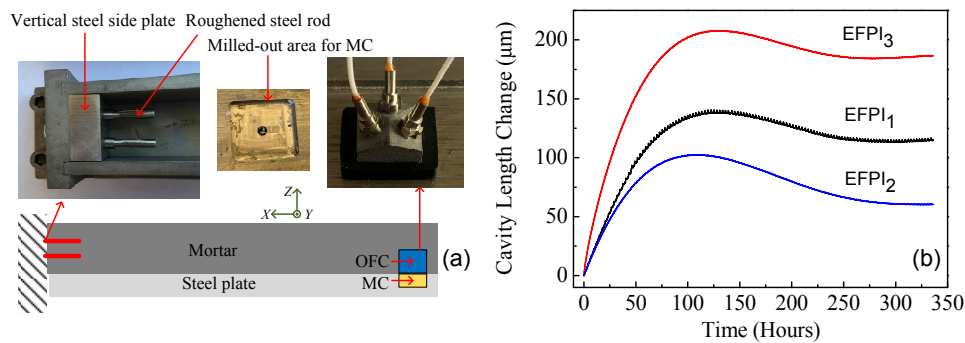 Vertical steel side plate
Roughened steel rod
Milled-out area for MC
Z
X
Y
Mortar
OFC
(a)
Steel plate
MC
Cavity Length Change (μm)
200
150
100
50
0
EFPI3
EFPI1
EFPI2
(b)
0 50 100 150 200 250 300 350
Time (Hours)